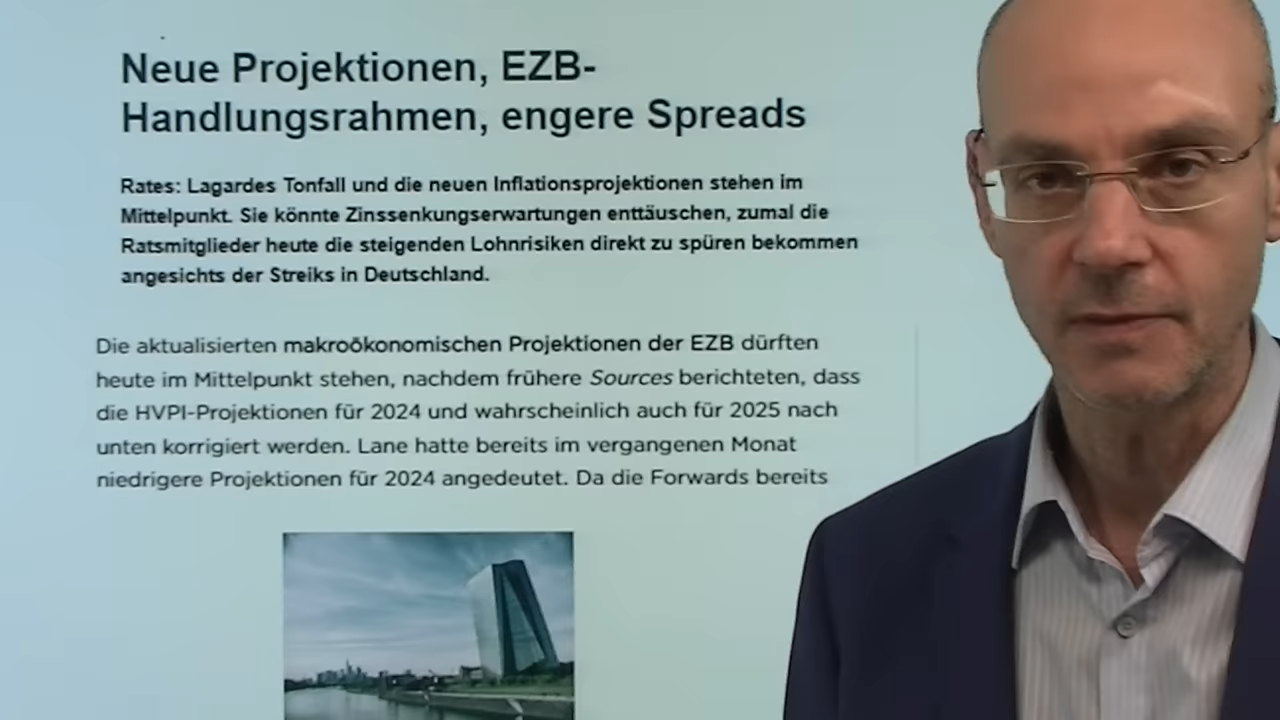 Neue Projektionen, EZB-
Handlungsrahmen, engere Spreads
Rates: Lagardes Tonfall und die neuen Inflationsprojektionen stehen im
Mittelpunkt. Sie könnte Zinssenkungserwartungen enttäuschen, zumal die
Ratsmitglieder heute die steigenden Lohnrisiken direkt zu spüren bekommen
angesichts der Streiks in Deutschland.
Die aktualisierten makroökonomischen Projektionen der EZB dürften
heute im Mittelpunkt stehen, nachdem frühere Sources berichteten, dass
die HVPI-Projektionen für 2024 und wahrscheinlich auch für 2025 nach
unten korrigiert werden. Lane hatte bereits im vergangenen Monat
niedrigere Projektionen für 2024 angedeutet. Da die Forwards bereits